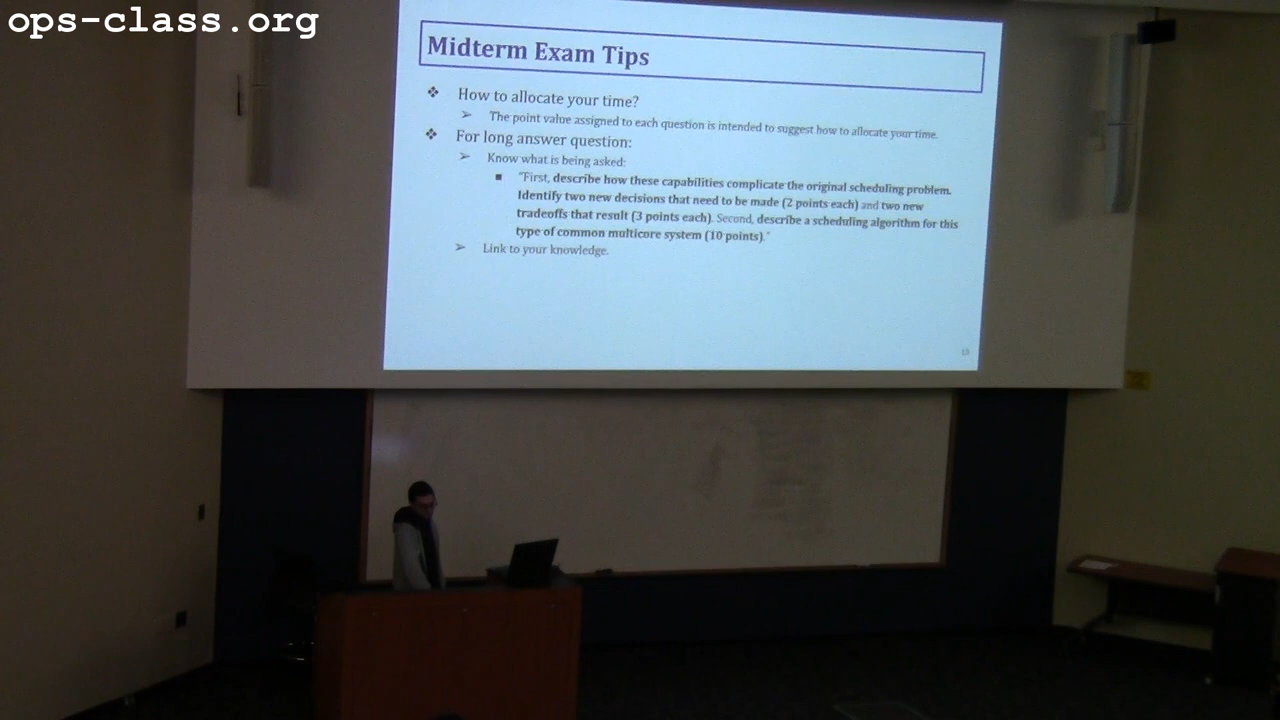 ops-class.org
Midterm Exam Tips
❖ How to allocate your time?
➢ The point value assigned to each question is intended to suggest how to allocate your time.
❖ For long answer question:
➢ Know what is being asked:
■ "First, describe how these capabilities complicate the original scheduling problem.
Identify two new decisions that need to be made (2 points each) and two new
tradeoffs that result (3 points each). Second, describe a scheduling algorithm for this
type of common multicore system (10 points)."
➢ Link to your knowledge.